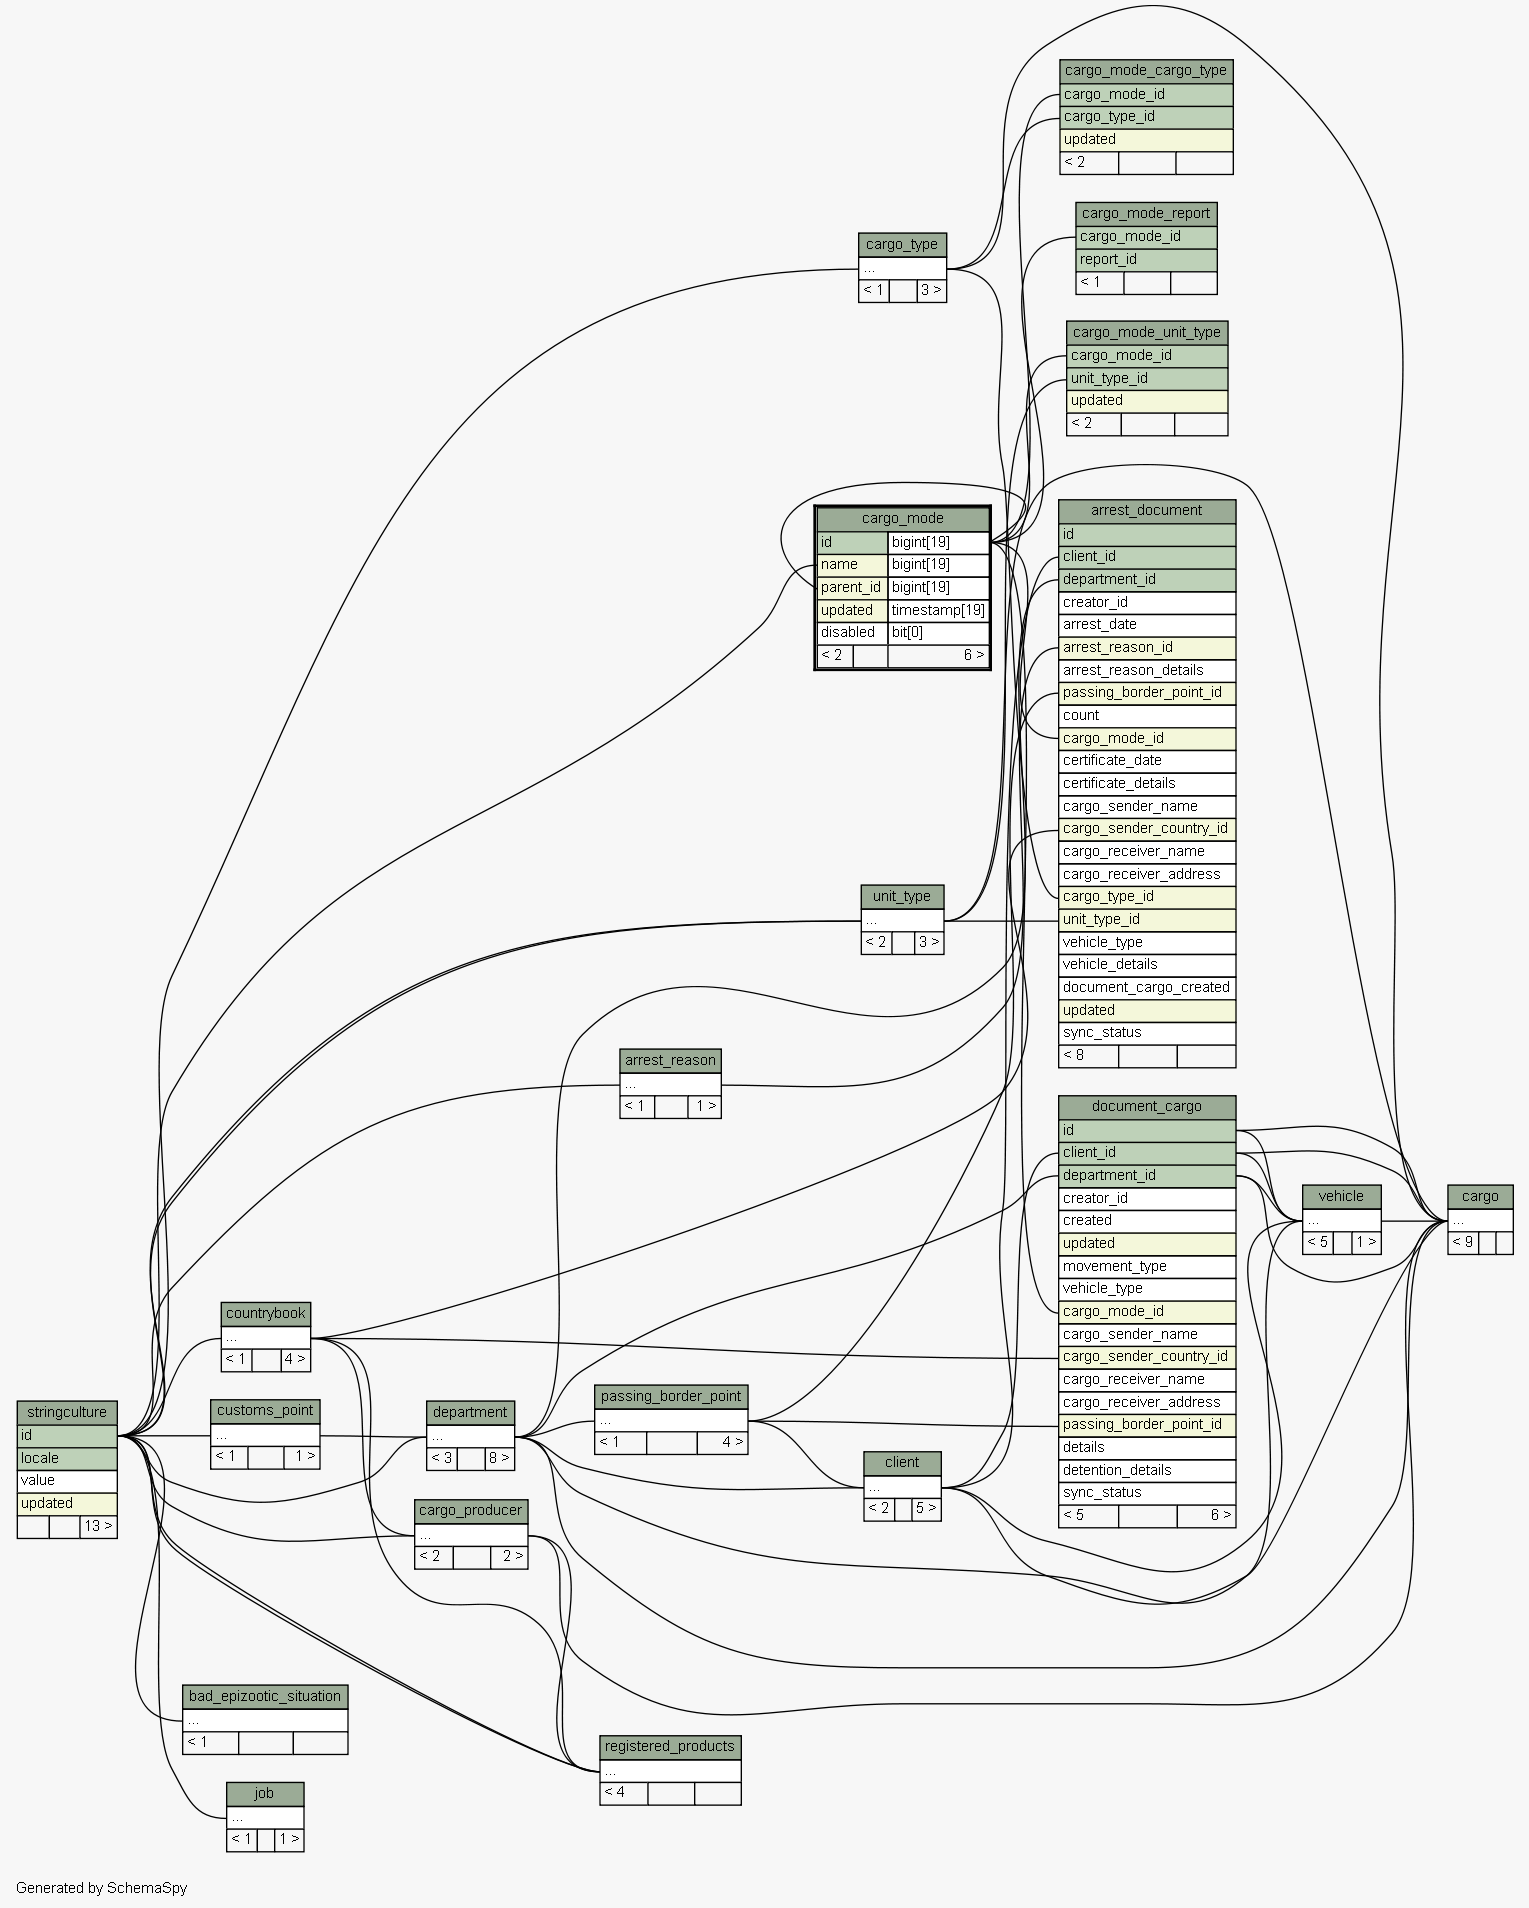 cargo_mode_cargo_type
cargo_mode_id
cargo_type_id
updated
< 2
cargo_mode_report
cargo_mode_id
report_id
< 1
cargo_type
...
< 1 3 >
cargo_mode_unit_type
cargo_mode_id
unit_type_id
updated
< 2
cargo_mode
id bigint[19]
name bigint[19]
parent_id bigint[19]
updated timestamp[19]
disabled bit[0]
< 2 6 >
arrest_document
id
client_id
department_id
creator_id
arrest_date
arrest_reason_id
arrest_reason_details
passing_border_point_id
count
cargo_mode_id
certificate_date
certificate_details
cargo_sender_name
cargo_sender_country_id
cargo_receiver_name
cargo_receiver_address
cargo_type_id
unit_type_id
vehicle_type
vehicle_details
document_cargo_created
updated
sync_status
< 8
unit_type
...
< 2 3 >
arrest_reason
...
< 1 1 >
document_cargo
id
client_id
department_id
creator_id
created
updated
movement_type
vehicle_type
cargo_mode_id
cargo_sender_name
cargo_sender_country_id
cargo_receiver_name
cargo_receiver_address
passing_border_point_id
details
detention_details
sync_status
< 5 6 >
vehicle
...
< 5 1 >
cargo
...
< 9
countrybook
...
< 1 4 >
stringculture
id
locale
value
updated
13 >
customs_point
...
< 1 1 >
department
...
< 3 8 >
passing_border_point
...
< 1 4 >
client
...
< 2 5 >
cargo_producer
...
< 2 2 >
bad_epizootic_situation
...
< 1
registered_products
...
< 4
job
...
< 1 1 >
Generated by SchemaSpy